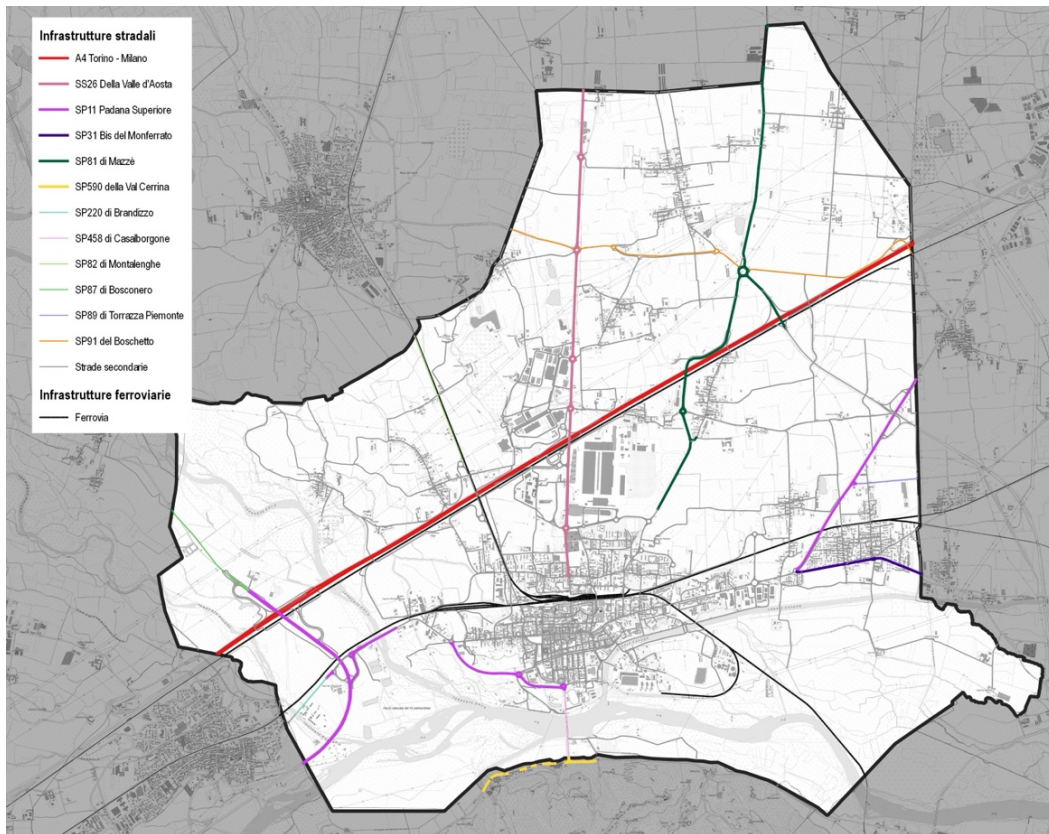 Infrastrutture stradali
A4 Torino - Milano
SS26 Della Valle d'Aosta
SP11 Padana Superiore
SP31 Bis del Monferrato
SP81 di Mazzè
SP590 della Val Cerrina
SP220 di Brandizzo
SP458 di Casalborgone
SP82 di Montalenghe
SP87 di Bosconero
SP89 di Torrazza Piemonte
SP91 del Boschetto
Strade secondarie
Infrastrutture ferroviarie
Ferrovia